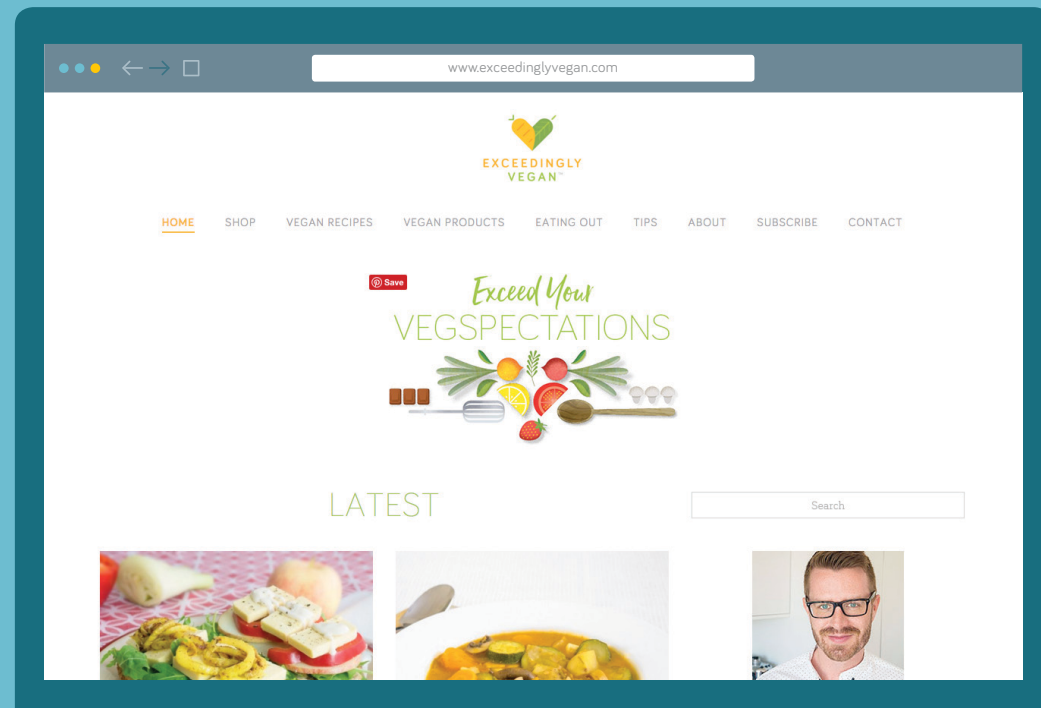 www.exceedinglyvegan.com
EXCEEDINGLY
VEGAN™
HOME SHOP VEGAN RECIPES VEGAN PRODUCTS EATING OUT TIPS ABOUT SUBSCRIBE CONTACT
Save
Exceed Your
VEGSPECTATIONS
LATEST
Search